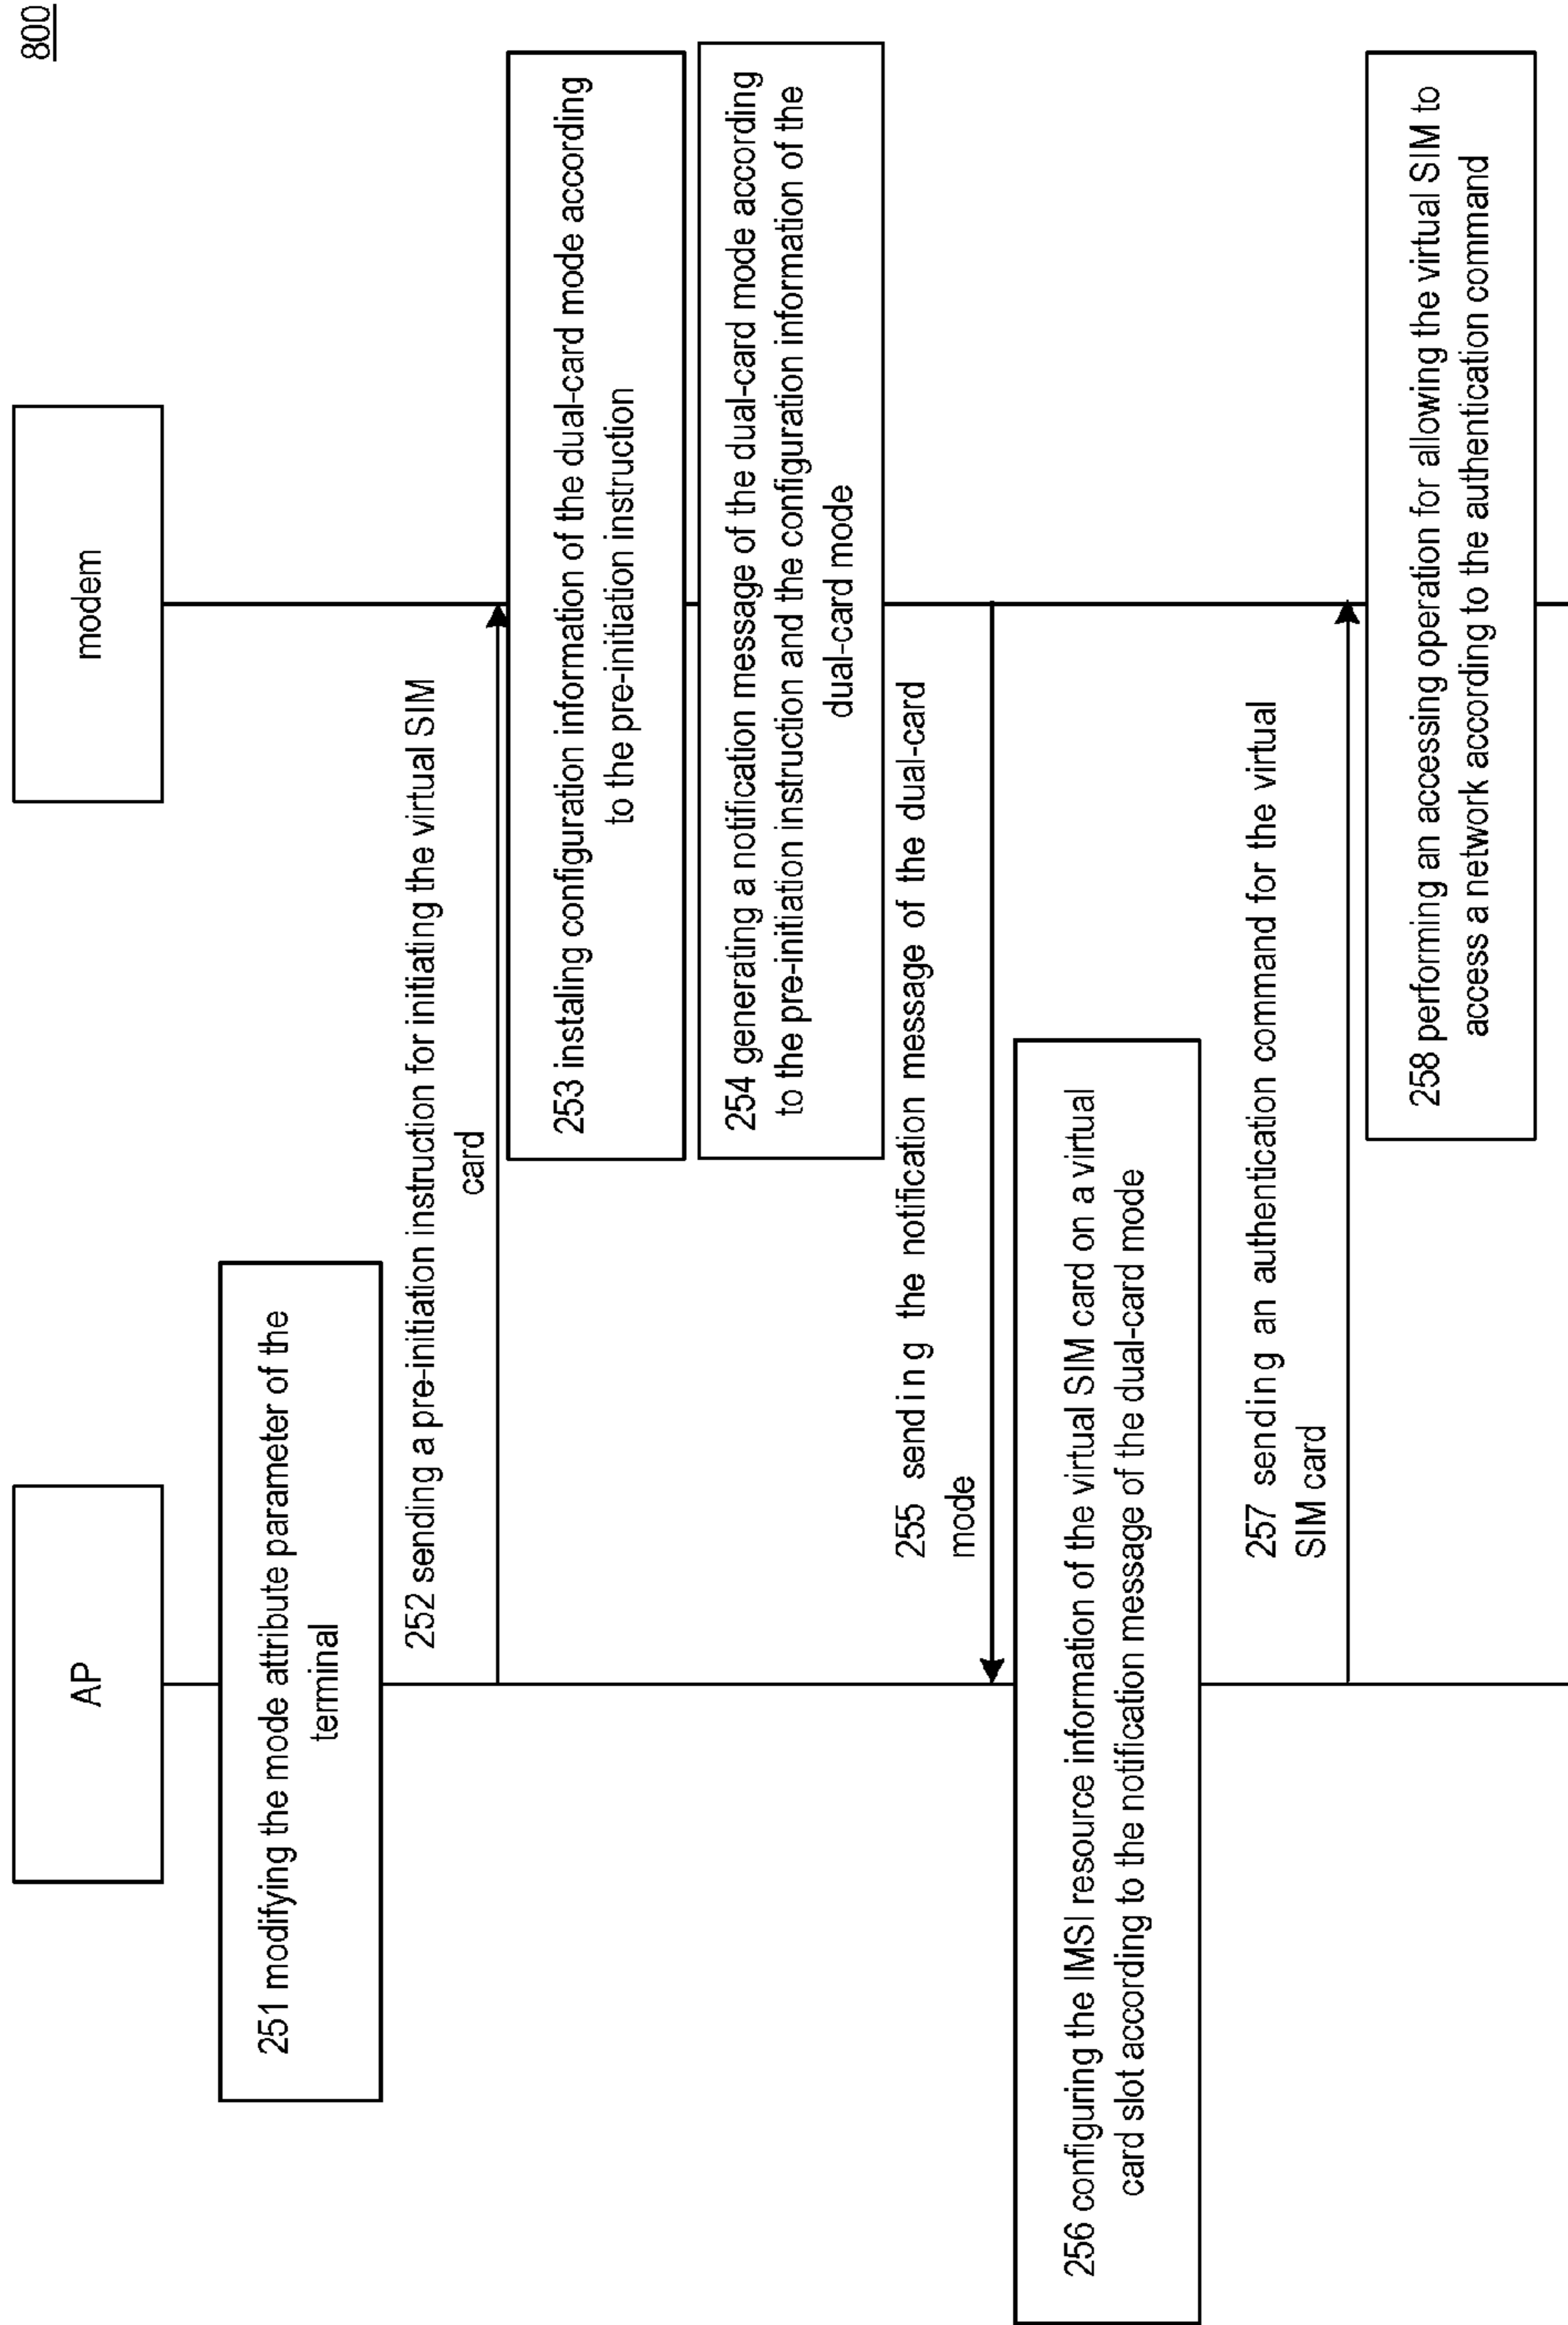 800
AP
modem
251 modifying the mode attribute parameter of the
terminal
252 sending a pre-initiation instruction for initiating the virtual SIM
card
253 instaling configuration information of the dual-card mode according
to the pre-initiation instruction
254 generating a notification message of the dual-card mode according
to the pre-initiation instruction and the configuration information of the
dual-card mode
255 sending the notification message of the dual-card
mode
256 configuring the IMSI resource information of the virtual SIM card on a virtual
card slot according to the notification message of the dual-card mode
257 sending an authentication command for the virtual
SIM card
258 performing an accessing operation for allowing the virtual SIM to
access a network according to the authentication command